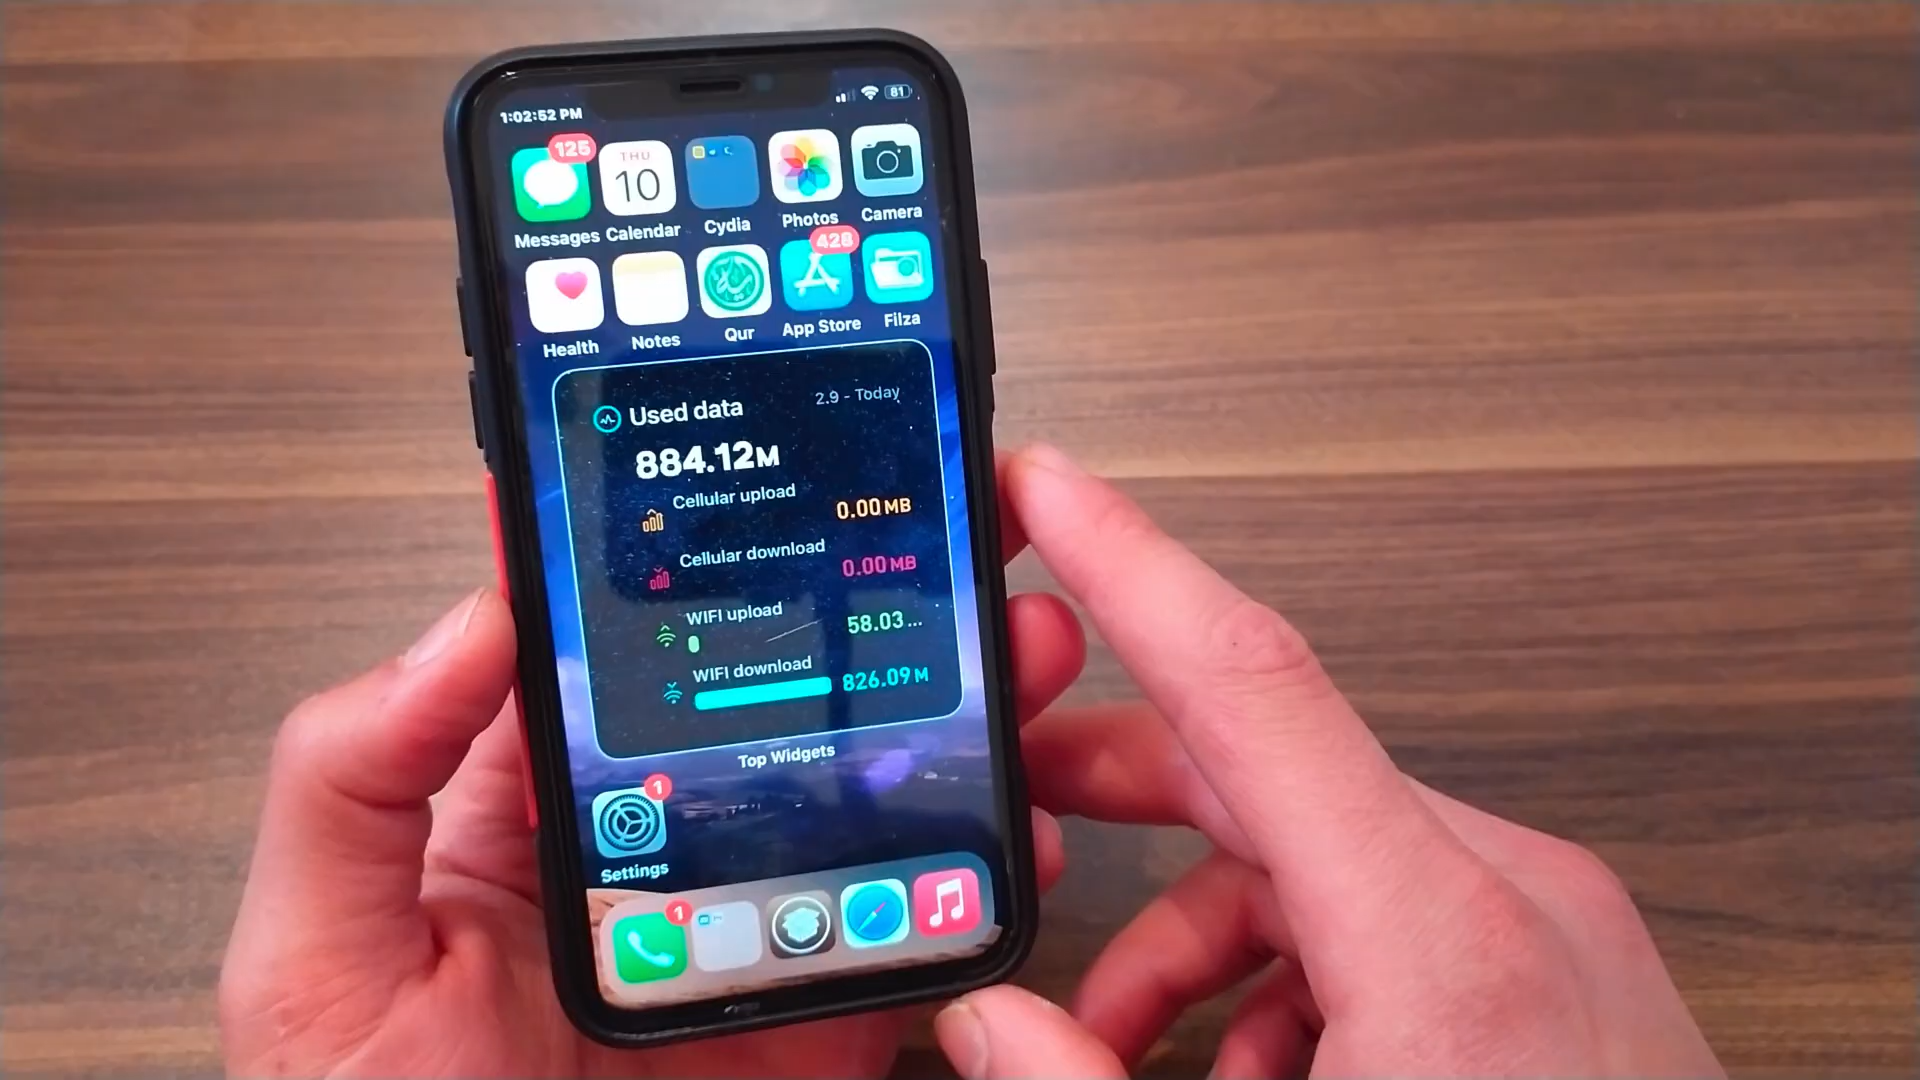 1:02:52 PM
81
125
THU
10
Messages
Calendar
Cydia
Photos
Camera
428
Health
Notes
Qur
App Store
Filza
Used data
2.9 - Today
884.12M
Cellular upload
0.00 MB
Cellular download
0.00 MB
WIFI upload
58.03...
WIFI download
826.09 M
Top Widgets
1
Settings
1